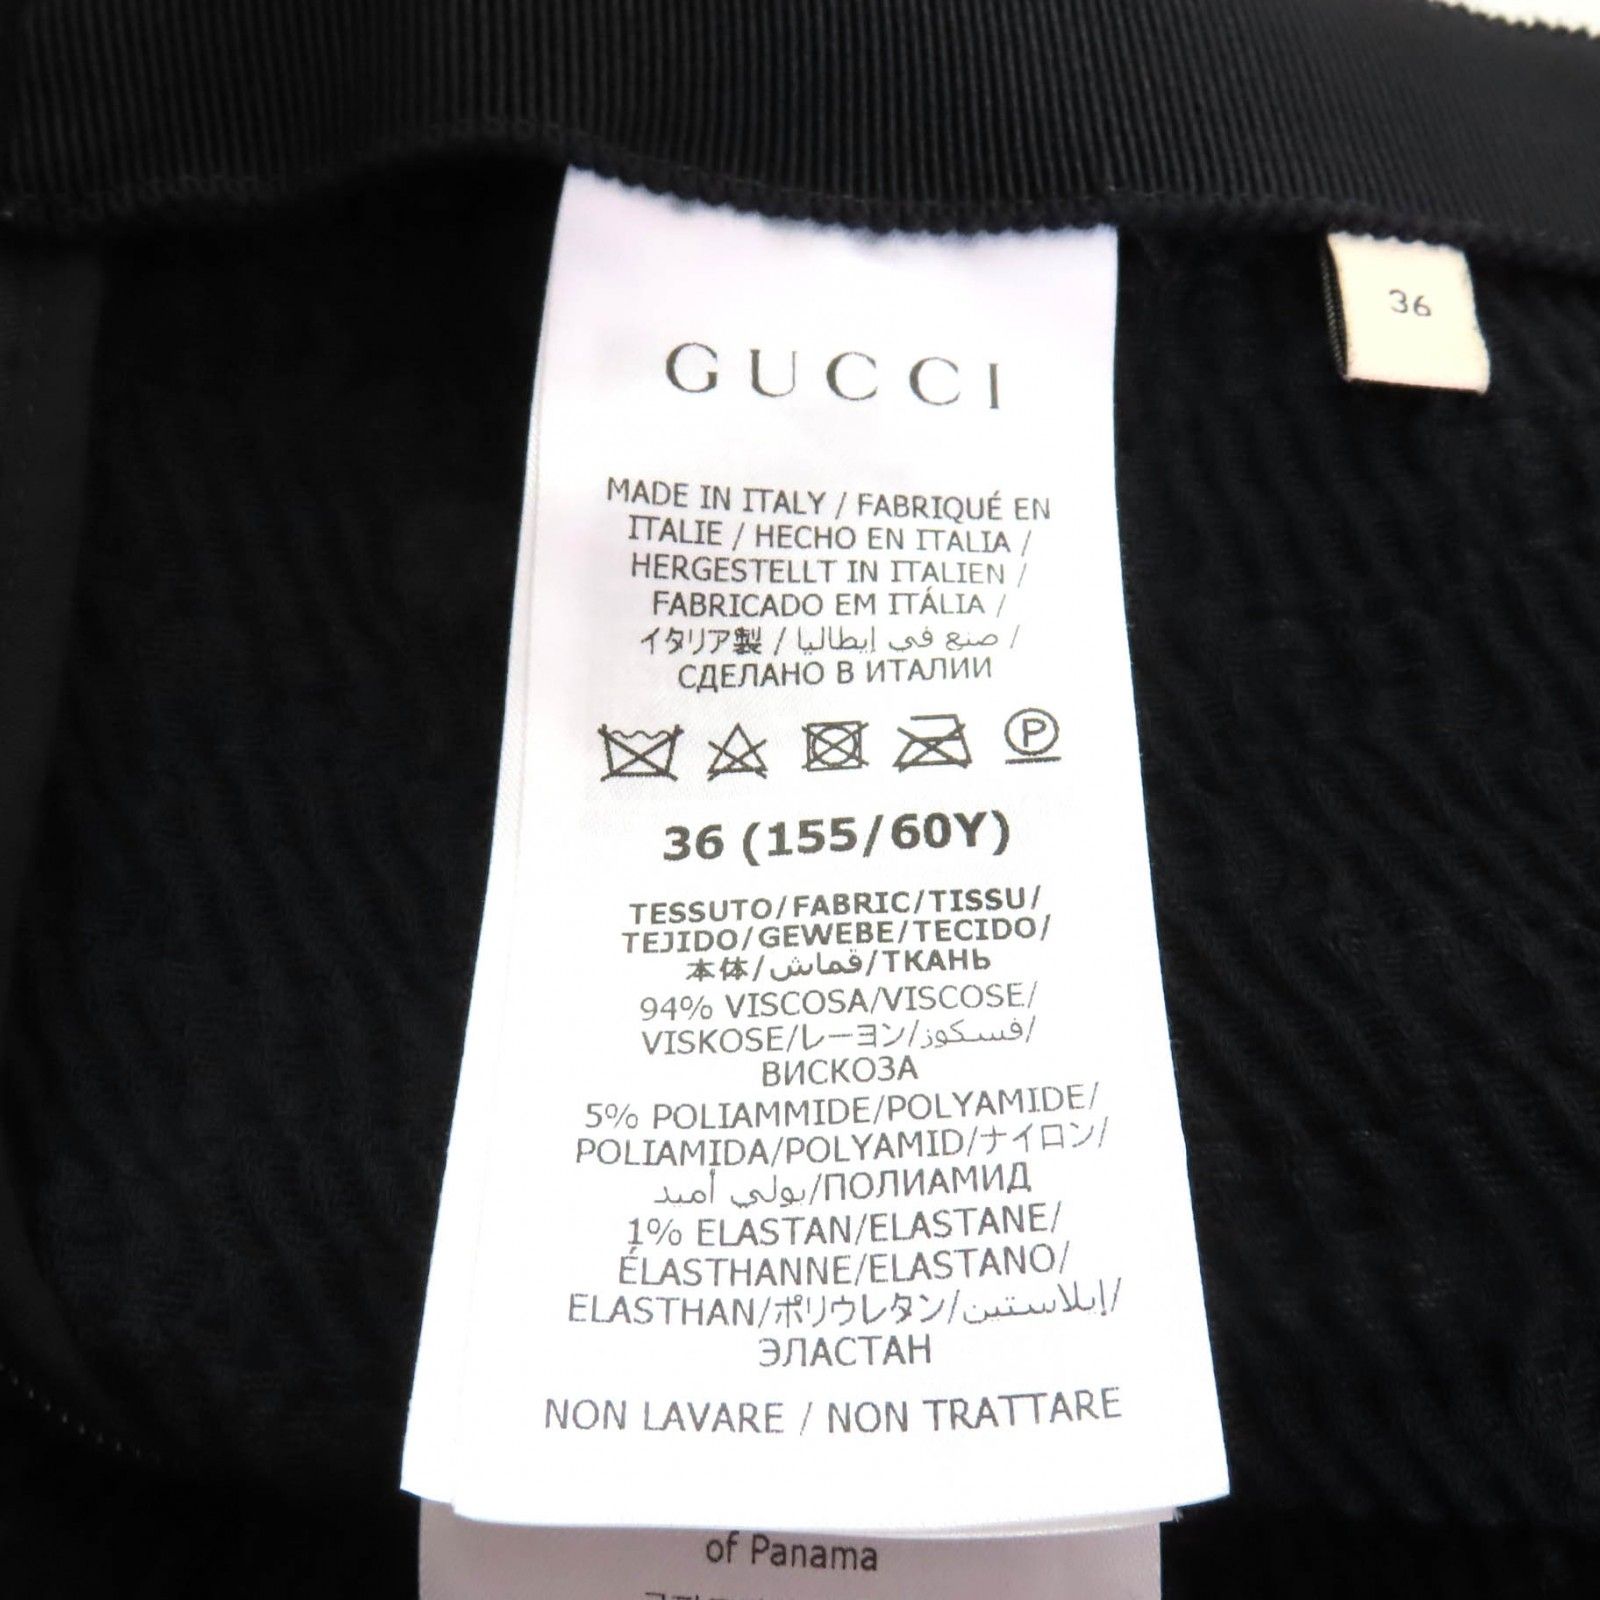 36
GUCCI
MADE IN ITALY / FABRIQUÉ EN
ITALIE / HECHO EN ITALIA /
HERGESTELLT IN ITALIEN /
FABRICADO EM ITÁLIA /
イタリア製 / صنع في إيطاليا /
СДЕЛАНО В ИТАЛИИ
P
36 (155/60Y)
TESSUTO/FABRIC/TISSU/
TEJIDO/GEWEBE/TECIDO/
本体/قماش/ТКАНЬ
94% VISCOSA/VISCOSE/
VISKOSE/レーヨン/فسكوز/
ВИСКОЗА
5% POLIAMMIDE/POLYAMIDE/
POLIAMIDA/POLYAMID/ナイロン/
بولي أميد/ПОЛИАМИД
1% ELASTAN/ELASTANE/
ÉLASTHANNE/ELASTANO/
ELASTHAN/ポリウレタン/إيلاستين/
ЭЛАСТАН
NON LAVARE / NON TRATTARE
of Panama